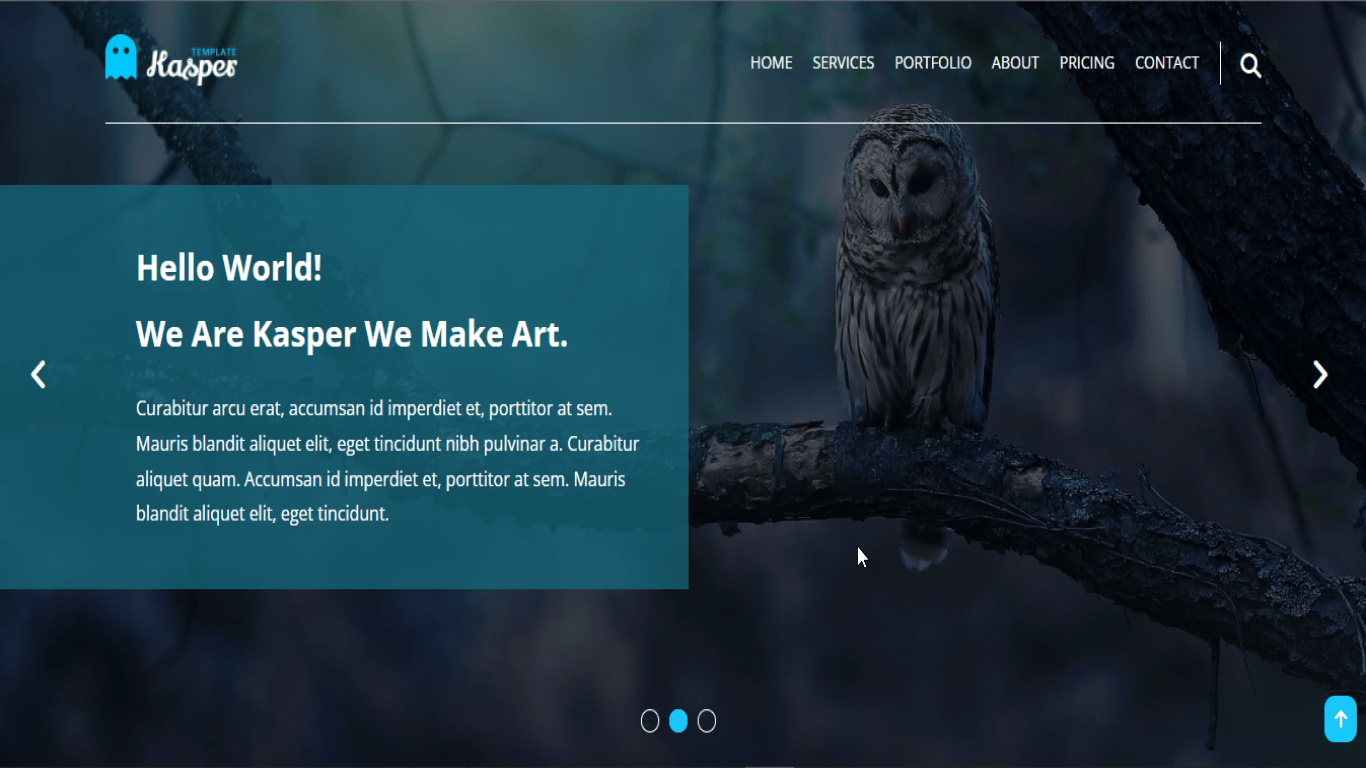 TEMPLATE
Kasper
HOME SERVICES PORTFOLIO ABOUT PRICING CONTACT
Hello World!
We Are Kasper We Make Art.
Curabitur arcu erat, accumsan id imperdiet et, porttitor at sem.
Mauris blandit aliquet elit, eget tincidunt nibh pulvinar a. Curabitur
aliquet quam. Accumsan id imperdiet et, porttitor at sem. Mauris
blandit aliquet elit, eget tincidunt.